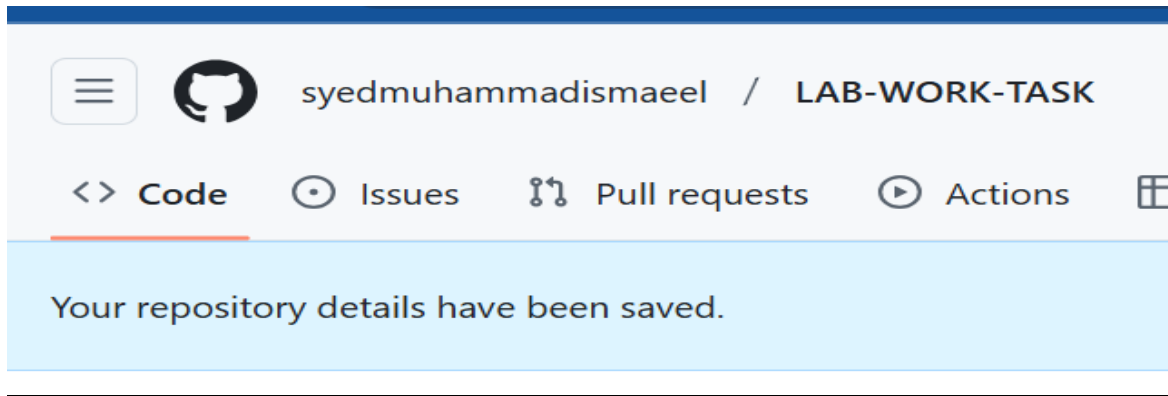 syedmuhammadismaeel / LAB-WORK-TASK
<> Code Issues Pull requests Actions
Your repository details have been saved.